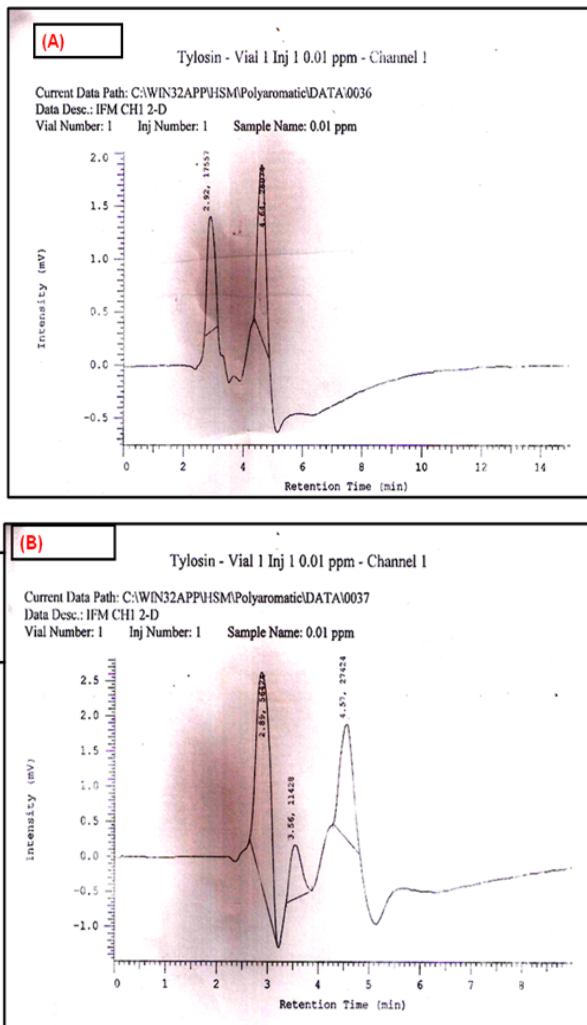 (A)
Tylosin - Vial 1 Inj 1 0.01 ppm - Channel 1
Current Data Path: C:\WIN32APP\HSM\Polyaromatic\DATA\0036
Data Desc.: IFM CH1 2-D
Vial Number: 1 Inj Number: 1 Sample Name: 0.01 ppm
2.92, 17557
4.64,
Intensity (mV)
2.0
1.5
1.0
0.5
0.0
-0.5
0 2 4 6 8 10 12 14
Retention Time (min)
(B)
Tylosin - Vial 1 Inj 1 0.01 ppm - Channel 1
Current Data Path: C:\WIN32APP\HSM\Polyaromatic\DATA\0037
Data Desc.: IFM CH1 2-D
Vial Number: 1 Inj Number: 1 Sample Name: 0.01 ppm
2.89,
3.56, 11428
4.57, 27424
Intensity (mV)
2.5
2.0
1.5
1.0
0.5
0.0
-0.5
-1.0
0 1 2 3 4 5 6 7 8
Retention Time (min)